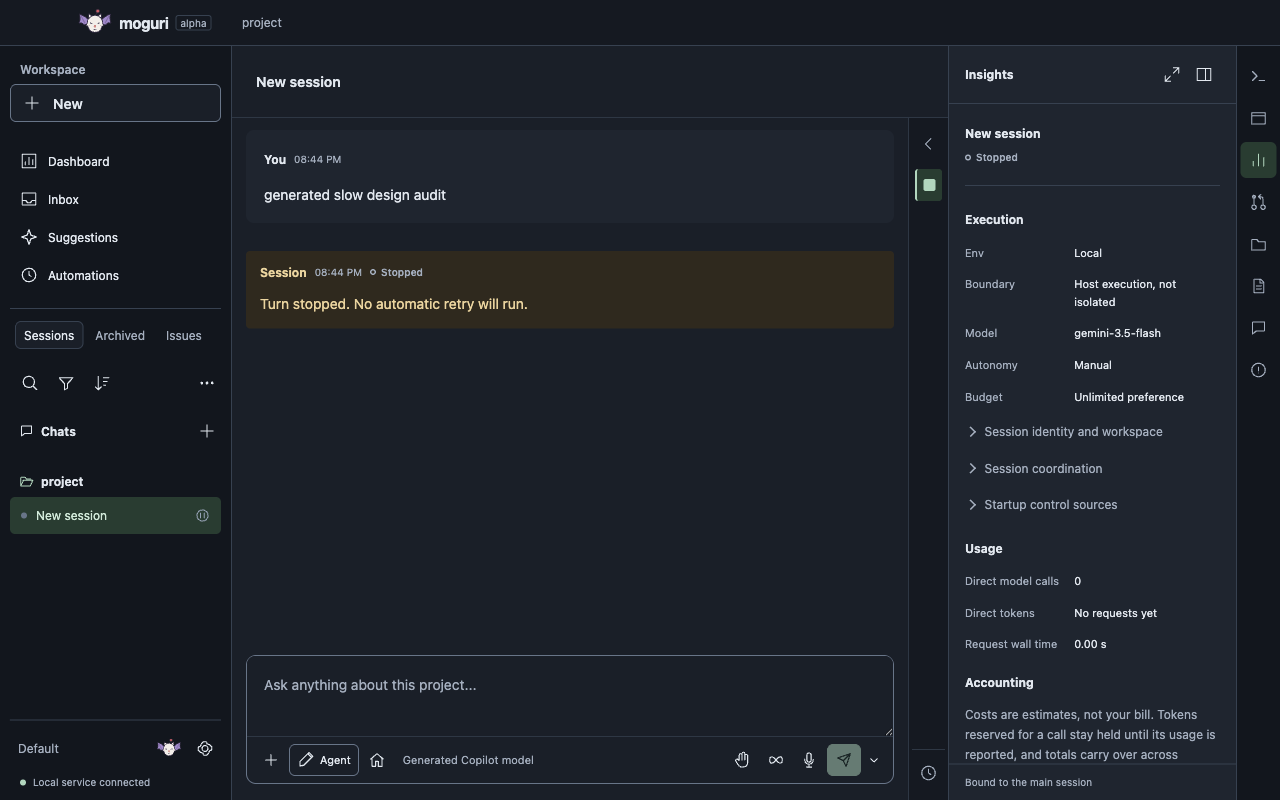 moguri alpha project
Workspace
New
Dashboard
Inbox
Suggestions
Automations
Sessions Archived Issues
Chats
project
New session
Default
Local service connected
New session
You 08:44 PM
generated slow design audit
Session 08:44 PM Stopped
Turn stopped. No automatic retry will run.
Ask anything about this project...
Agent Generated Copilot model
Insights
New session
Stopped
Execution
Env Local
Boundary Host execution, not
isolated
Model gemini-3.5-flash
Autonomy Manual
Budget Unlimited preference
Session identity and workspace
Session coordination
Startup control sources
Usage
Direct model calls 0
Direct tokens No requests yet
Request wall time 0.00 s
Accounting
Costs are estimates, not your bill. Tokens
reserved for a call stay held until its usage is
reported, and totals carry over across
Bound to the main session